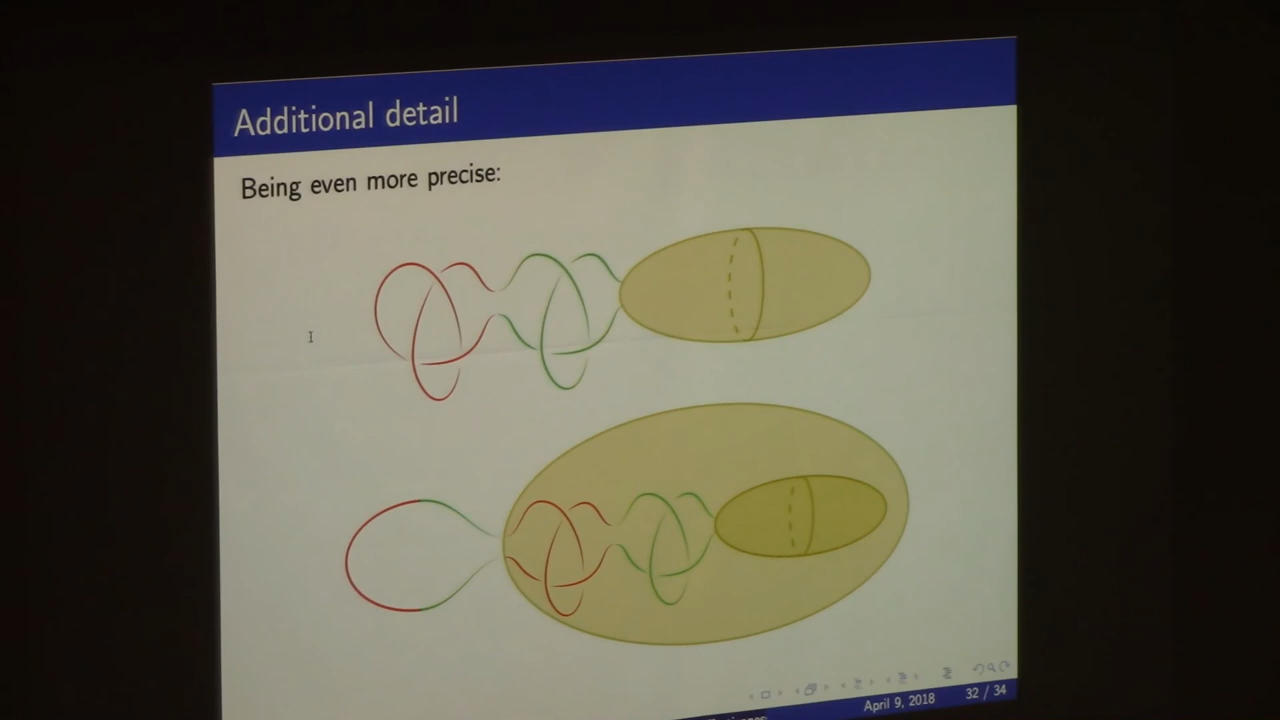 Additional detail
Being even more precise:
April 9, 2018
32 / 34